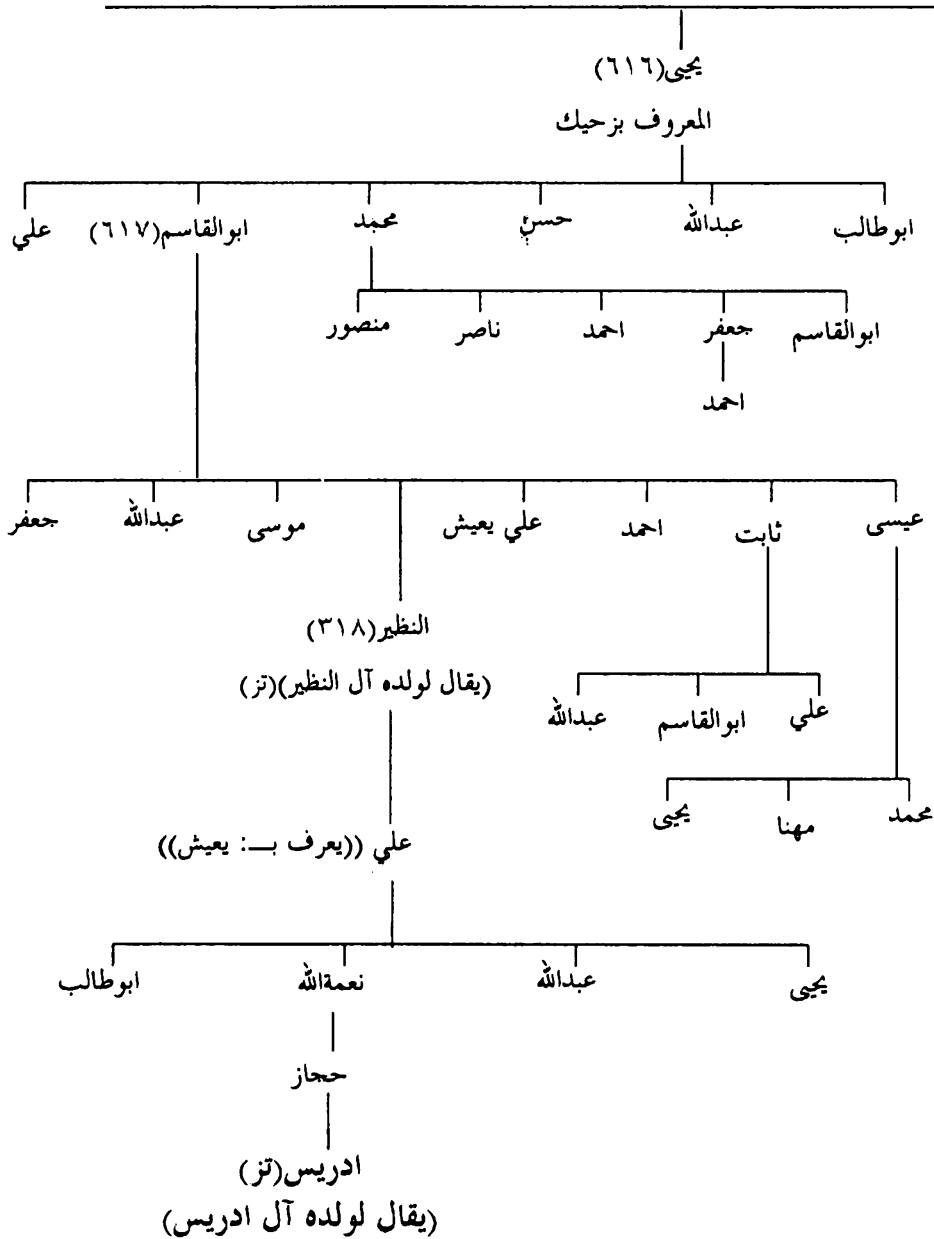 يحيى(٦١٦)
المعروف بزحيك
ابوطالب عبدالله حسن محمد ابوالقاسم(٦١٧) علي
ابوالقاسم جعفر احمد ناصر منصور
احمد
عيسى ثابت احمد علي يعيش موسى عبدالله جعفر
النظير(٣١٨)
(يقال لولده آل النظير)(تز)
علي ابوالقاسم عبدالله
محمد مهنا يحيى
علي ((يعرف بـــ: يعيش))
يحيى عبدالله نعمةالله ابوطالب
حجاز
ادريس(تز)
(يقال لولده آل ادريس)